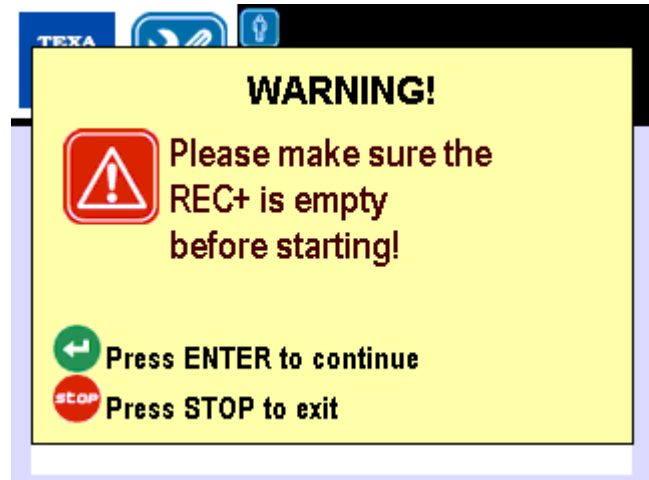 TEXA
WARNING!
Please make sure the
REC+ is empty
before starting!
Press ENTER to continue
stop Press STOP to exit